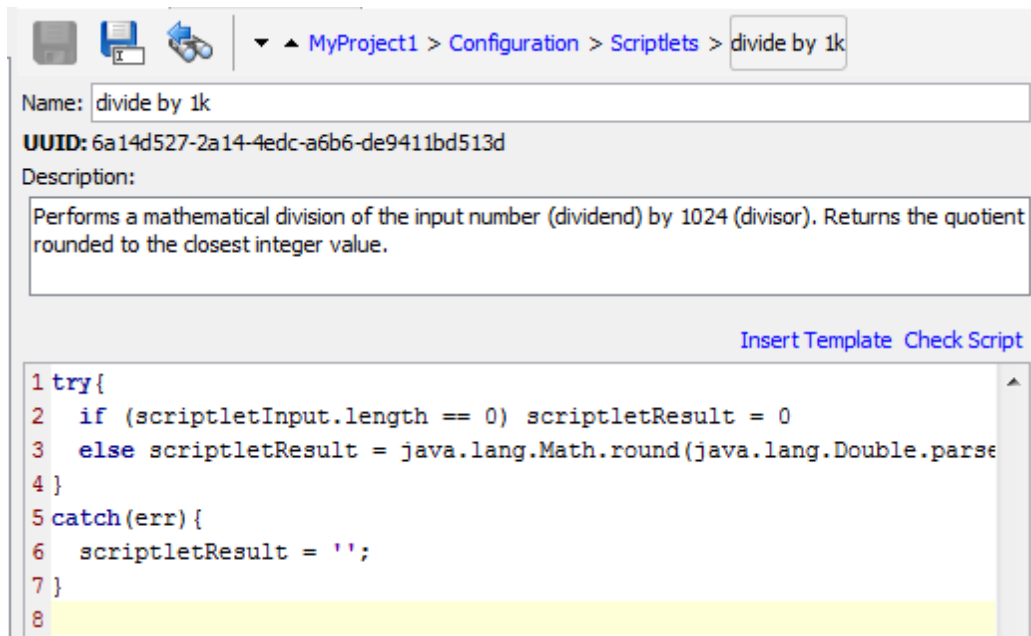 MyProject1 > Configuration > Scriptlets > divide by 1k
Name: divide by 1k
UUID: 6a14d527-2a14-4edc-a6b6-de9411bd513d
Description:
Performs a mathematical division of the input number (dividend) by 1024 (divisor). Returns the quotient
rounded to the closest integer value.
Insert Template Check Script
1 try{
2 if (scriptletInput.length == 0) scriptletResult = 0
3 else scriptletResult = java.lang.Math.round(java.lang.Double.parse
4 }
5 catch(err){
6 scriptletResult = '';
7 }
8